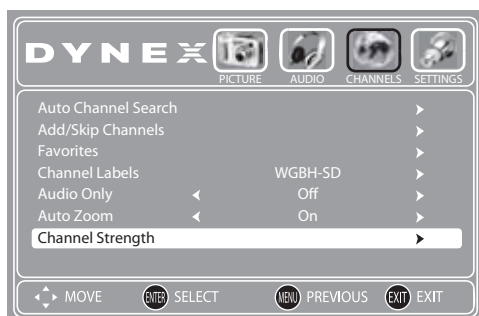 DYNEX
PICTURE AUDIO CHANNELS SETTINGS
Auto Channel Search
Add/Skip Channels
Favorites
Channel Labels WGBH-SD
Audio Only Off
Auto Zoom On
Channel Strength
MOVE ENTER SELECT MENU PREVIOUS EXIT EXIT